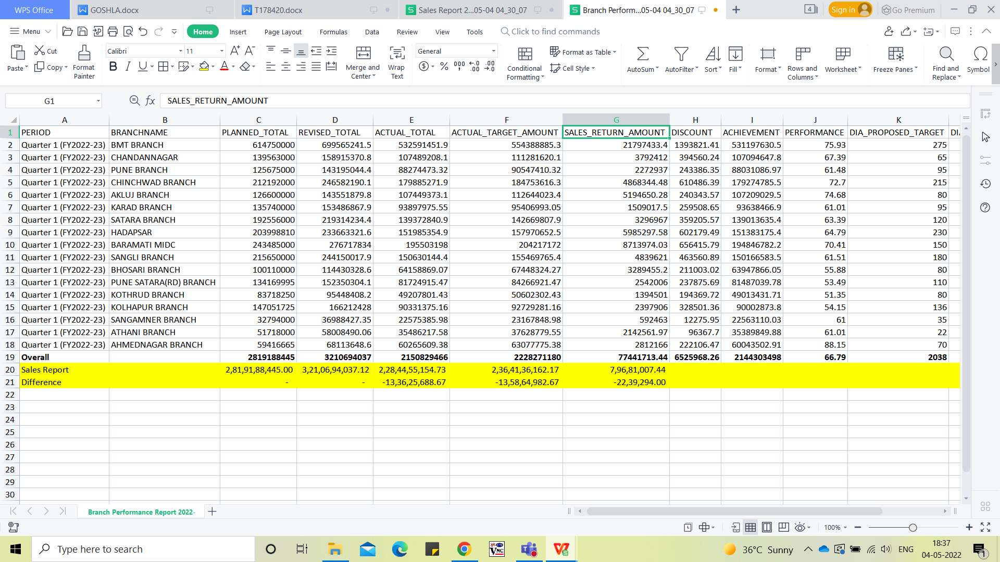 WPS Office GOSHLA.docx T178420.docx Sales Report 2...05-04 04_30_07 Branch Perform...05-04 04_30_07 4 Sign in Go Premium
Menu Home Insert Page Layout Formulas Data Review View Tools Click to find commands
Paste Cut Copy Format Painter Calibri 11 Merge and Center Wrap Text General Conditional Formatting Format as Table Cell Style AutoSum AutoFilter Sort Fill Format Rows and Columns Worksheet Freeze Panes Find and Replace Symbol
G1 fx SALES_RETURN_AMOUNT
A B C D E F G H I J K
1 PERIOD BRANCHNAME PLANNED_TOTAL REVISED_TOTAL ACTUAL_TOTAL ACTUAL_TARGET_AMOUNT SALES_RETURN_AMOUNT DISCOUNT ACHIEVEMENT PERFORMANCE DIA_PROPOSED_TARGET
2 Quarter 1 (FY2022-23) BMT BRANCH 614750000 699565241.5 532591451.9 554388885.3 21797433.4 1393821.41 531197630.5 75.93 275
3 Quarter 1 (FY2022-23) CHANDANNAGAR 139563000 158915370.8 107489208.1 111281620.1 3792412 394560.24 107094647.8 67.39 65
4 Quarter 1 (FY2022-23) PUNE BRANCH 125675000 143195044.4 88274473.32 90547410.32 2272937 243386.35 88031086.97 61.48 95
5 Quarter 1 (FY2022-23) CHINCHWAD BRANCH 212192000 246582190.1 179885271.9 184753616.3 4868344.48 610486.39 179274785.5 72.7 215
6 Quarter 1 (FY2022-23) AKLUJ BRANCH 126600000 143551879.8 107449373.1 112644023.4 5194650.28 240343.57 107209029.5 74.68 80
7 Quarter 1 (FY2022-23) KARAD BRANCH 135740000 153486867.9 93897975.55 95406993.05 1509017.5 259508.65 93638466.9 61.01 95
8 Quarter 1 (FY2022-23) SATARA BRANCH 192556000 219314234.4 139372840.9 142669807.9 3296967 359205.57 139013635.4 63.39 120
9 Quarter 1 (FY2022-23) HADAPSAR 203998810 233663321.6 151985354.9 157970652.5 5985297.58 602179.49 151383175.4 64.79 230
10 Quarter 1 (FY2022-23) BARAMATI MIDC 243485000 276717834 195503198 204217172 8713974.03 656415.79 194846782.2 70.41 150
11 Quarter 1 (FY2022-23) SANGLI BRANCH 215650000 244150017.9 150630144.4 155469765.4 4839621 463560.89 150166583.5 61.51 180
12 Quarter 1 (FY2022-23) BHOSARI BRANCH 100110000 114430328.6 64158869.07 67448324.27 3289455.2 211003.02 63947866.05 55.88 80
13 Quarter 1 (FY2022-23) PUNE SATARA(RD) BRANCH 134169995 152350304.1 81724915.47 84266921.47 2542006 237875.69 81487039.78 53.49 110
14 Quarter 1 (FY2022-23) KOTHRUD BRANCH 83718250 95448408.2 49207801.43 50602302.43 1394501 194369.72 49013431.71 51.35 80
15 Quarter 1 (FY2022-23) KOLHAPUR BRANCH 147051725 166212428 90331375.16 92729281.16 2397906 328501.36 90002873.8 54.15 136
16 Quarter 1 (FY2022-23) SANGAMNER BRANCH 32794000 36988427.35 22575385.98 23167848.98 592463 12275.95 22563110.03 61 35
17 Quarter 1 (FY2022-23) ATHANI BRANCH 51718000 58008490.06 35486217.58 37628779.55 2142561.97 96367.7 35389849.88 61.01 22
18 Quarter 1 (FY2022-23) AHMEDNAGAR BRANCH 59416665 68113648.6 60265609.38 63077775.38 2812166 222106.47 60043502.91 88.15 70
19 Overall 2819188445 3210694037 2150829466 2228271180 77441713.44 6525968.26 2144303498 66.79 2038
20 Sales Report 2,81,91,88,445.00 3,21,06,94,037.12 2,28,44,55,154.73 2,36,41,36,162.17 7,96,81,007.44
21 Difference - - -13,36,25,688.67 -13,58,64,982.67 -22,39,294.00
22
23
24
25
26
27
28
29
30
Branch Performance Report 2022-
100%
Type here to search VNC 36°C Sunny ENG 18:37 04-05-2022 1